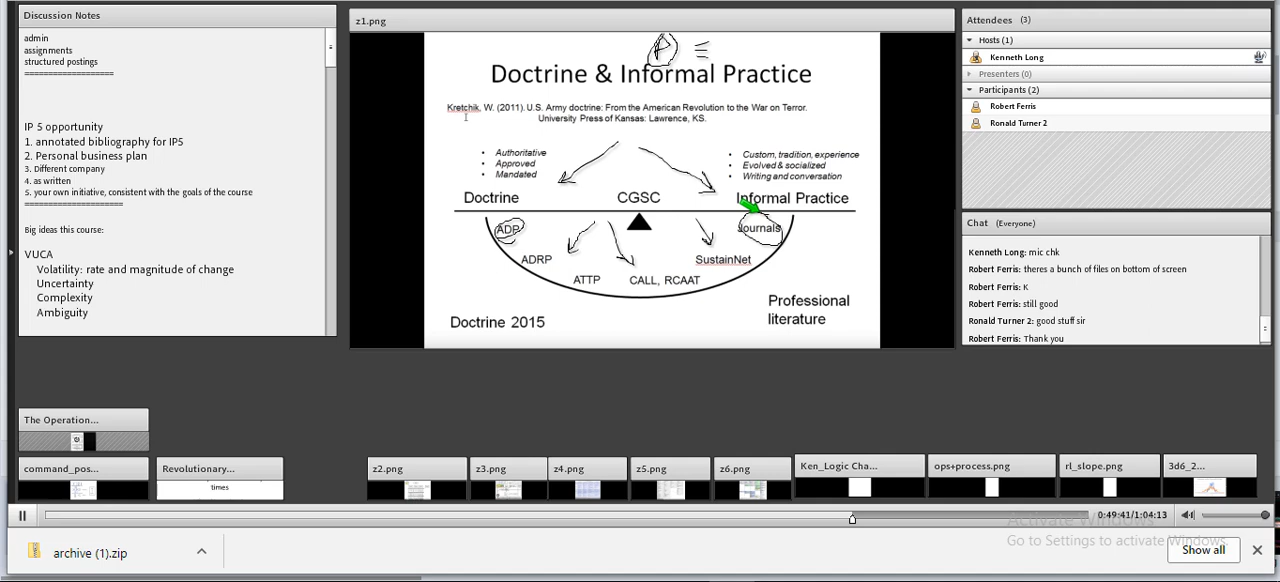 Discussion Notes
admin
assignments
structured postings
====================
IP 5 opportunity
1. annotated bibliography for IP5
2. Personal business plan
3. Different company
4. as written
5. your own initiative, consistent with the goals of the course
======================
Big ideas this course:
VUCA
Volatility: rate and magnitude of change
Uncertainty
Complexity
Ambiguity
z1.png
Doctrine & Informal Practice
Kretchik, W. (2011). U.S. Army doctrine: From the American Revolution to the War on Terror.
University Press of Kansas: Lawrence, KS.
• Authoritative
• Approved
• Mandated
• Custom, tradition, experience
• Evolved & socialized
• Writing and conversation
Doctrine
CGSC
Informal Practice
ADP
Journals
ADRP
SustainNet
ATTP
CALL, RCAAT
Professional
literature
Doctrine 2015
Attendees (3)
Hosts (1)
Kenneth Long
Presenters (0)
Participants (2)
Robert Ferris
Ronald Turner 2
Chat (Everyone)
Kenneth Long: mic chk
Robert Ferris: theres a bunch of files on bottom of screen
Robert Ferris: K
Robert Ferris: still good
Ronald Turner 2: good stuff sir
Robert Ferris: Thank you
The Operation...
command_pos...
Revolutionary...
times
z2.png
z3.png
z4.png
z5.png
z6.png
Ken_Logic Cha...
ops+process.png
rl_slope.png
3d6_2...
0:49:41/1:04:13
Activate Windows
Go to Settings to activate Windows.
archive (1).zip
Show all